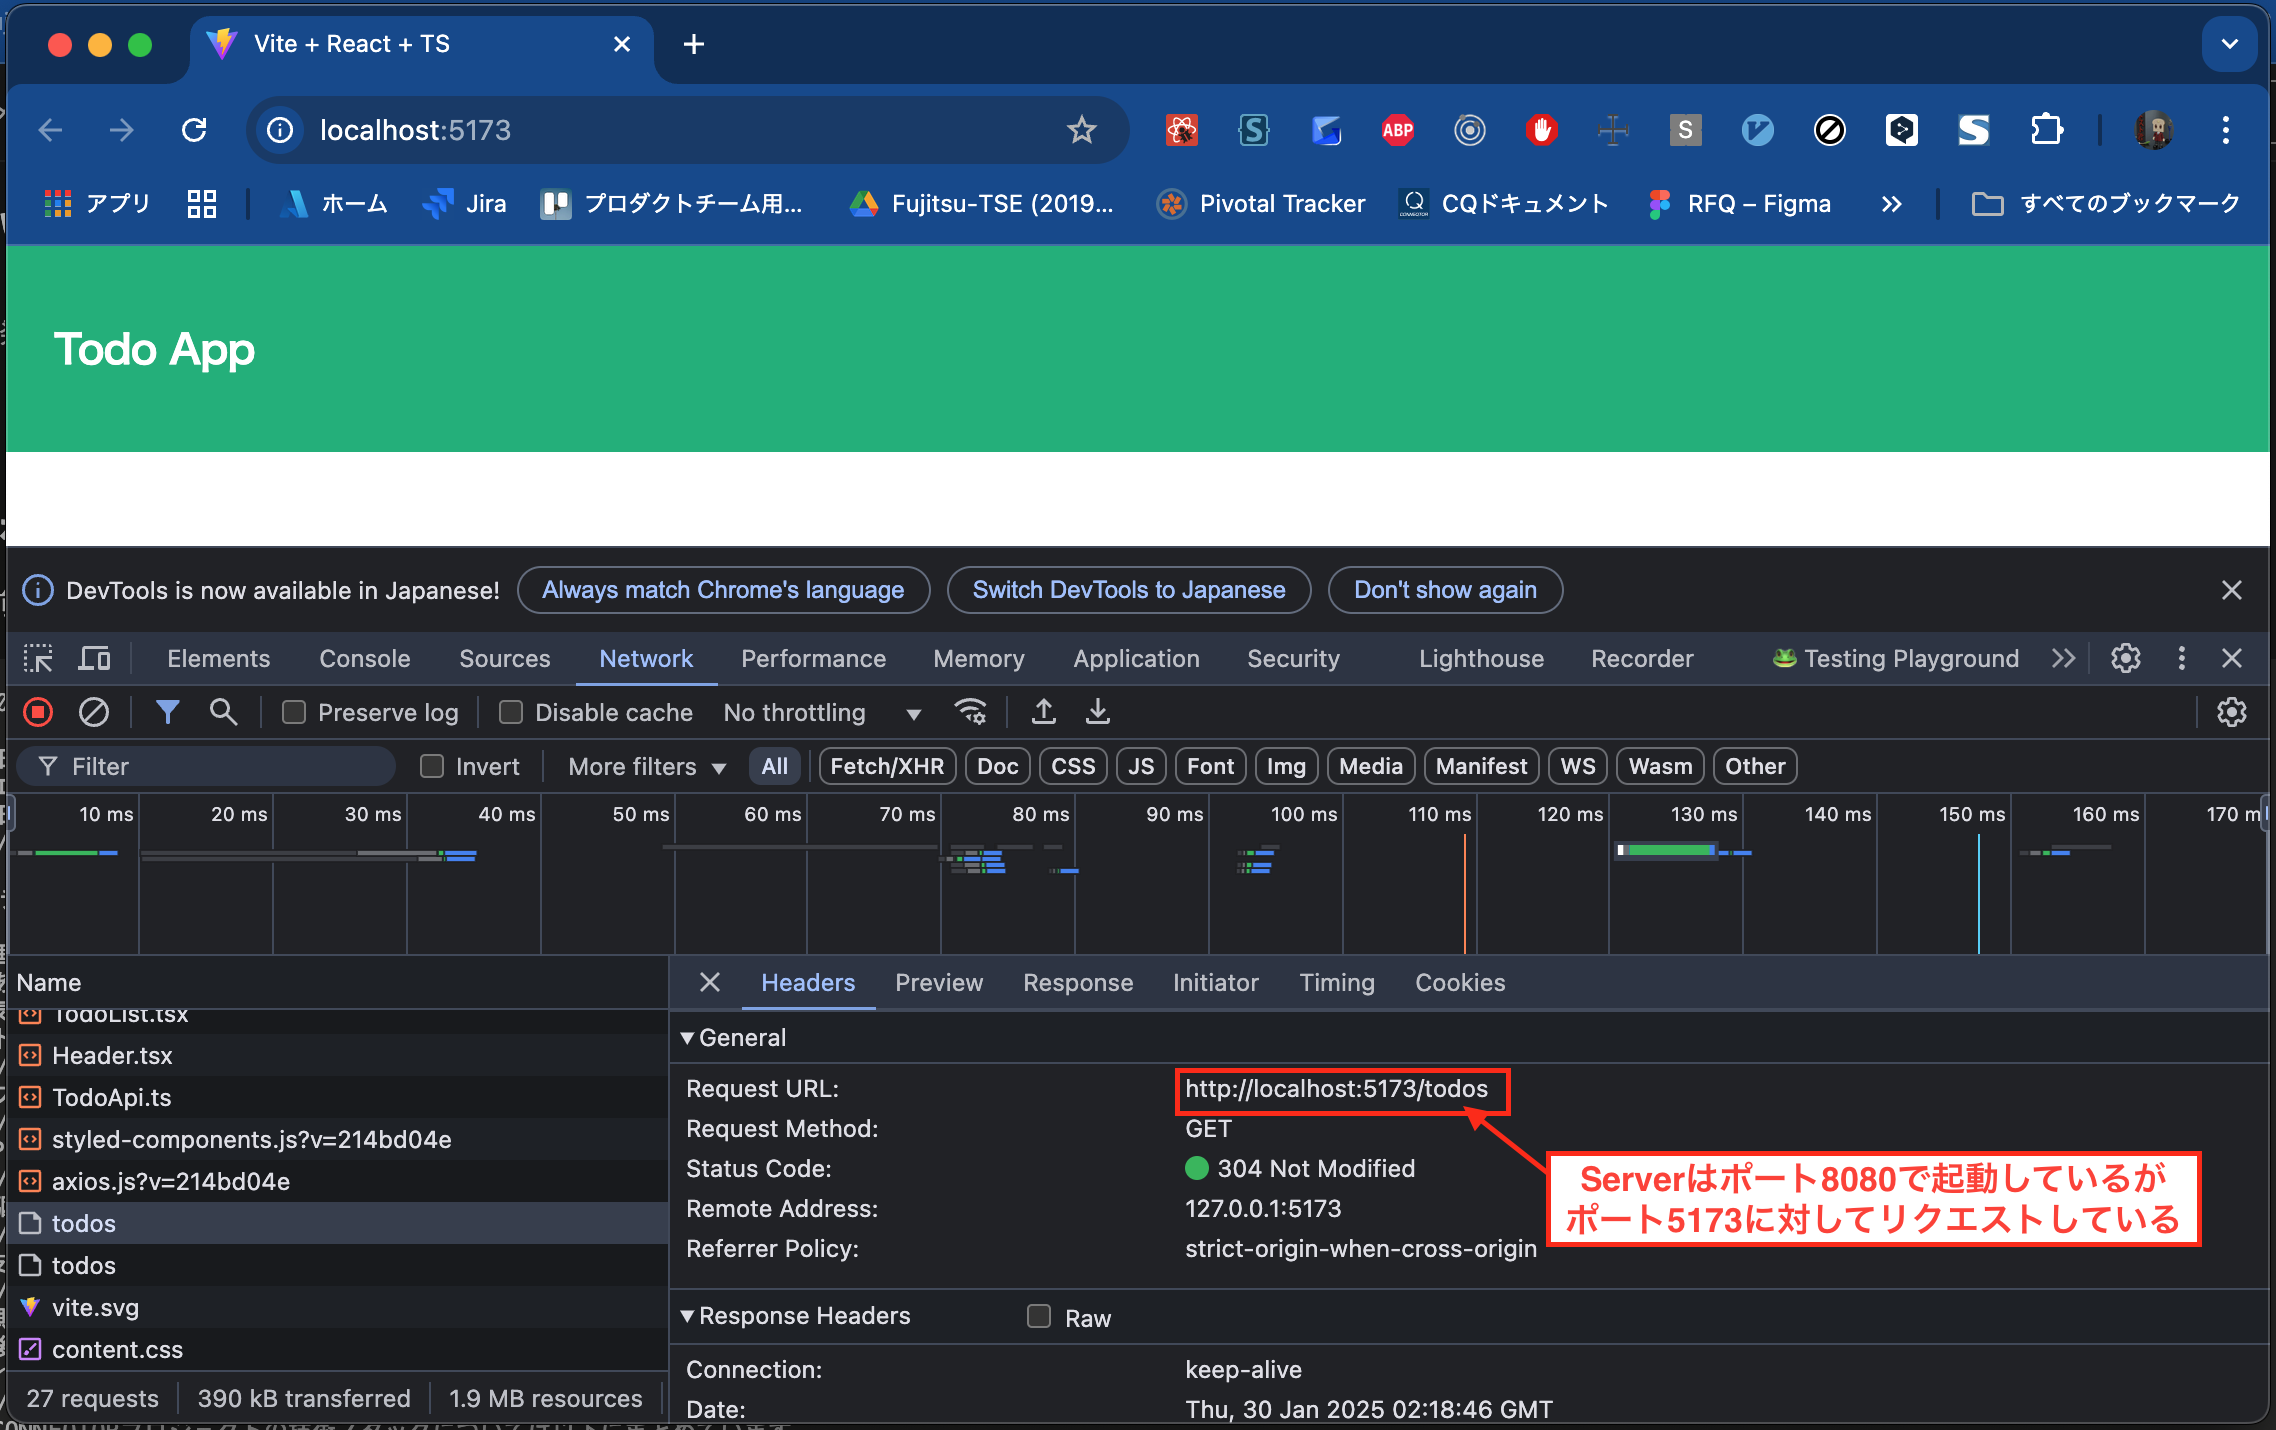 Vite + React + TS
localhost:5173
ABP
S
アプリ
ホーム
Jira
プロダクトチーム用...
Fujitsu-TSE (2019...
Pivotal Tracker
CQドキュメント
RFQ – Figma
すべてのブックマーク
Todo App
DevTools is now available in Japanese!
Always match Chrome's language
Switch DevTools to Japanese
Don't show again
Elements
Console
Sources
Network
Performance
Memory
Application
Security
Lighthouse
Recorder
Testing Playground
Preserve log
Disable cache
No throttling
Filter
Invert
More filters
All
Fetch/XHR
Doc
CSS
JS
Font
Img
Media
Manifest
WS
Wasm
Other
10 ms
20 ms
30 ms
40 ms
50 ms
60 ms
70 ms
80 ms
90 ms
100 ms
110 ms
120 ms
130 ms
140 ms
150 ms
160 ms
170 m
Name
TodoList.tsx
Header.tsx
TodoApi.ts
styled-components.js?v=214bd04e
axios.js?v=214bd04e
todos
todos
vite.svg
content.css
27 requests
390 kB transferred
1.9 MB resources
Headers
Preview
Response
Initiator
Timing
Cookies
General
Request URL:
http://localhost:5173/todos
Request Method:
GET
Status Code:
304 Not Modified
Remote Address:
127.0.0.1:5173
Referrer Policy:
strict-origin-when-cross-origin
Serverはポート8080で起動しているが
ポート5173に対してリクエストしている
Response Headers
Raw
Connection:
keep-alive
Date:
Thu, 30 Jan 2025 02:18:46 GMT